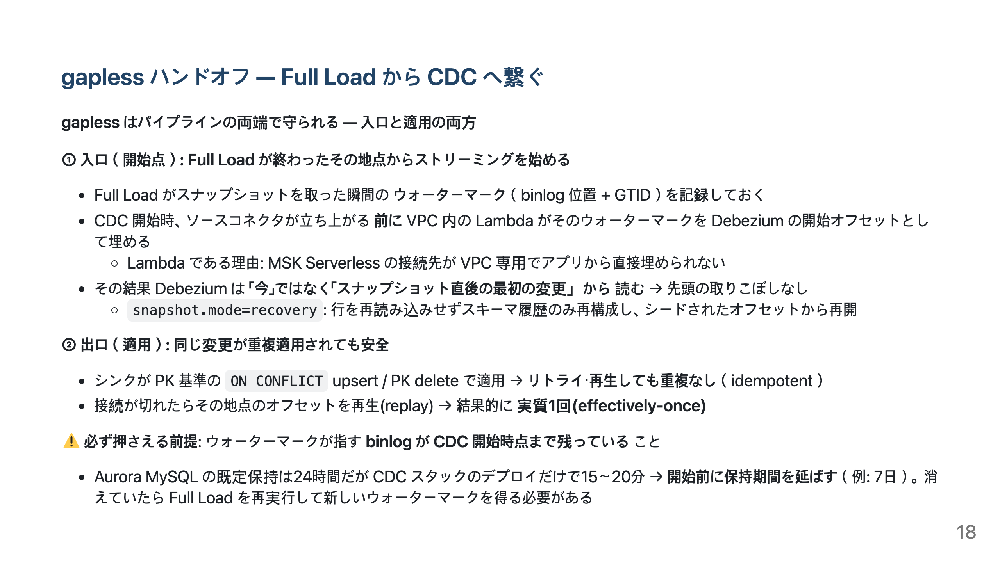 gapless ハンドオフ — Full Load から CDC へ繋ぐ
gapless はパイプラインの両端で守られる — 入口と適用の両方
① 入口（開始点）: Full Load が終わったその地点からストリーミングを始める
• Full Load がスナップショットを取った瞬間の ウォーターマーク（binlog 位置 + GTID）を記録しておく
• CDC 開始時、ソースコネクタが立ち上がる 前に VPC 内の Lambda がそのウォーターマークを Debezium の開始オフセットとし
て埋める
◦ Lambda である理由: MSK Serverless の接続先が VPC 専用でアプリから直接埋められない
• その結果 Debezium は「今」ではなく「スナップショット直後の最初の変更」から 読む → 先頭の取りこぼしなし
◦ snapshot.mode=recovery : 行を再読み込みせずスキーマ履歴のみ再構成し、シードされたオフセットから再開
② 出口（適用）: 同じ変更が重複適用されても安全
• シンクが PK 基準の ON CONFLICT upsert / PK delete で適用 → リトライ·再生しても重複なし（idempotent）
• 接続が切れたらその地点のオフセットを再生(replay) → 結果的に 実質1回(effectively-once)
⚠️ 必ず押さえる前提: ウォーターマークが指す binlog が CDC 開始時点まで残っている こと
• Aurora MySQL の既定保持は24時間だが CDC スタックのデプロイだけで15～20分 → 開始前に保持期間を延ばす（例: 7日）。消
えていたら Full Load を再実行して新しいウォーターマークを得る必要がある
18